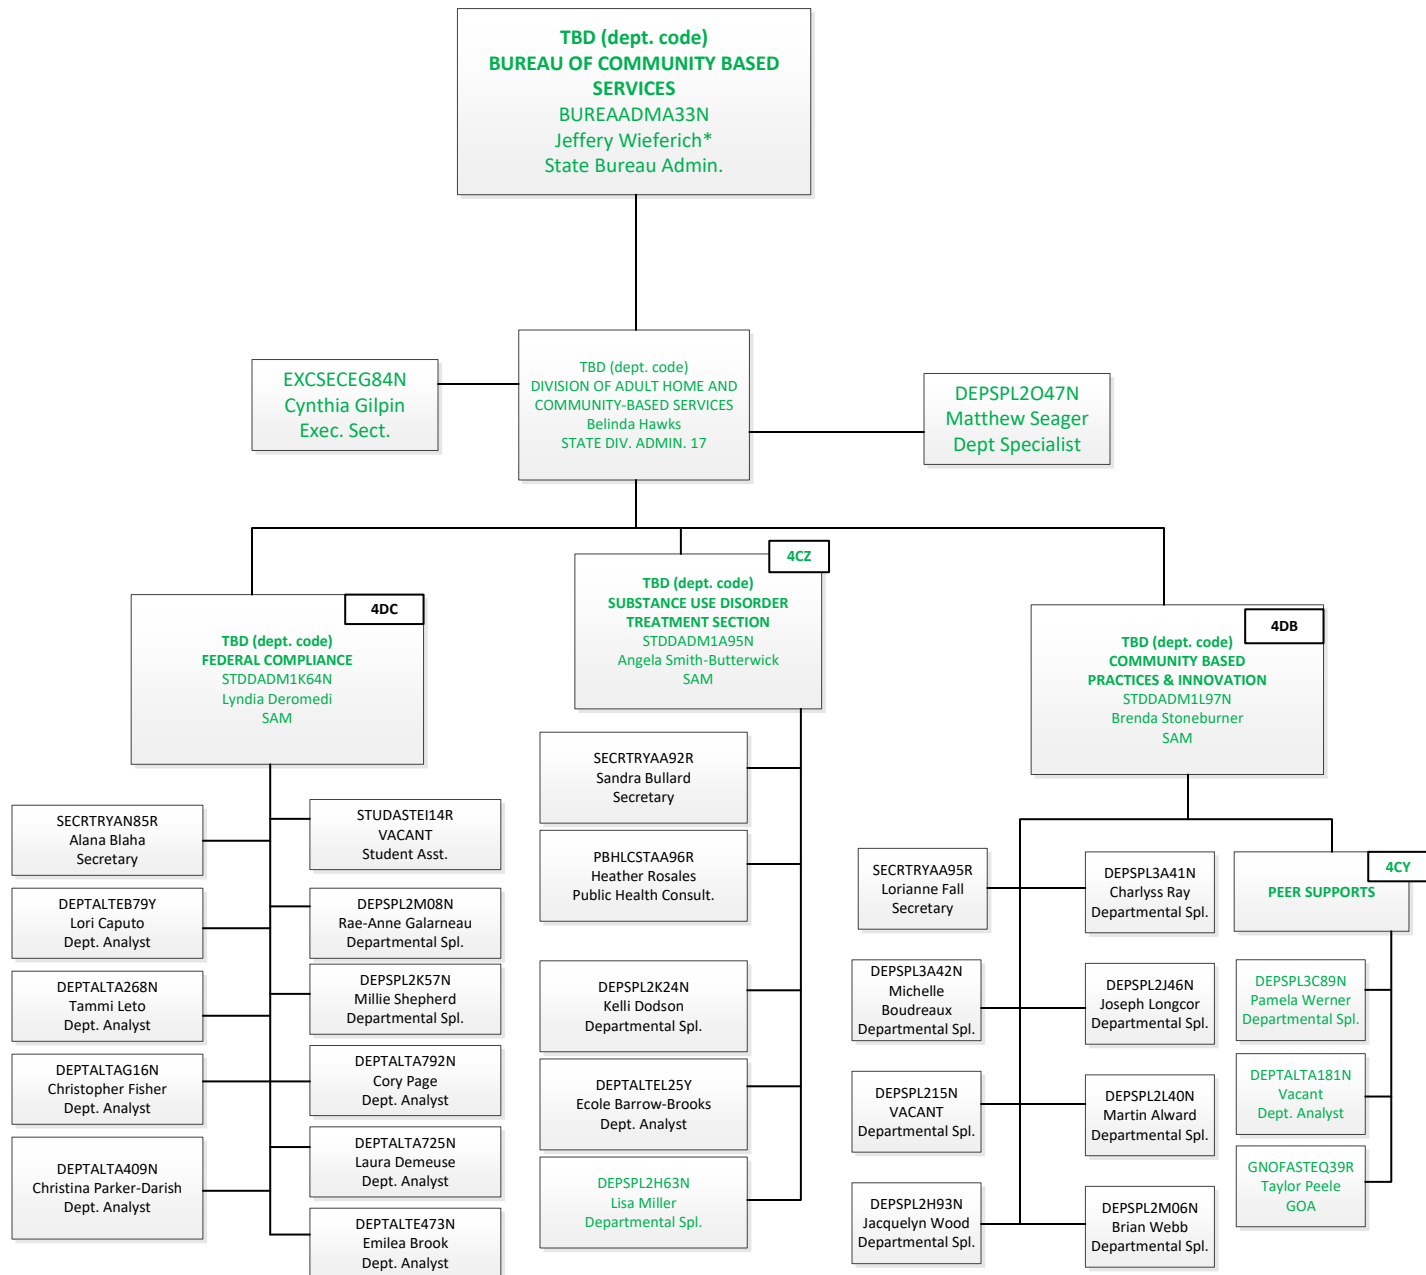 TBD (dept. code)
BUREAU OF COMMUNITY BASED
SERVICES
BUREAADMA33N
Jeffery Wieferich*
State Bureau Admin.
EXCSECEG84N
Cynthia Gilpin
Exec. Sect.
TBD (dept. code)
DIVISION OF ADULT HOME AND
COMMUNITY-BASED SERVICES
Belinda Hawks
STATE DIV. ADMIN. 17
DEPSPL2O47N
Matthew Seager
Dept Specialist
4DC
TBD (dept. code)
FEDERAL COMPLIANCE
STDDADM1K64N
Lyndia Deromedi
SAM
SECRTRYAN85R
Alana Blaha
Secretary
STUDASTEI14R
VACANT
Student Asst.
DEPTALTEB79Y
Lori Caputo
Dept. Analyst
DEPSPL2M08N
Rae-Anne Galarneau
Departmental Spl.
DEPTALTA268N
Tammi Leto
Dept. Analyst
DEPSPL2K57N
Millie Shepherd
Departmental Spl.
DEPTALTAG16N
Christopher Fisher
Dept. Analyst
DEPTALTA792N
Cory Page
Dept. Analyst
DEPTALTA409N
Christina Parker-Darish
Dept. Analyst
DEPTALTA725N
Laura Demeuse
Dept. Analyst
DEPTALTE473N
Emilea Brook
Dept. Analyst
4CZ
TBD (dept. code)
SUBSTANCE USE DISORDER
TREATMENT SECTION
STDDADM1A95N
Angela Smith-Butterwick
SAM
SECRTRYAA92R
Sandra Bullard
Secretary
PBHLCSTAA96R
Heather Rosales
Public Health Consult.
DEPSPL2K24N
Kelli Dodson
Departmental Spl.
DEPTALTEL25Y
Ecole Barrow-Brooks
Dept. Analyst
DEPSPL2H63N
Lisa Miller
Departmental Spl.
4DB
TBD (dept. code)
COMMUNITY BASED
PRACTICES & INNOVATION
STDDADM1L97N
Brenda Stoneburner
SAM
SECRTRYAA95R
Lorianne Fall
Secretary
DEPSPL3A41N
Charlyss Ray
Departmental Spl.
DEPSPL3A42N
Michelle
Boudreaux
Departmental Spl.
DEPSPL2J46N
Joseph Longcor
Departmental Spl.
DEPSPL215N
VACANT
Departmental Spl.
DEPSPL2L40N
Martin Alward
Departmental Spl.
DEPSPL2H93N
Jacquelyn Wood
Departmental Spl.
DEPSPL2M06N
Brian Webb
Departmental Spl.
4CY
PEER SUPPORTS
DEPSPL3C89N
Pamela Werner
Departmental Spl.
DEPTALTA181N
Vacant
Dept. Analyst
GNOFASTEQ39R
Taylor Peele
GOA